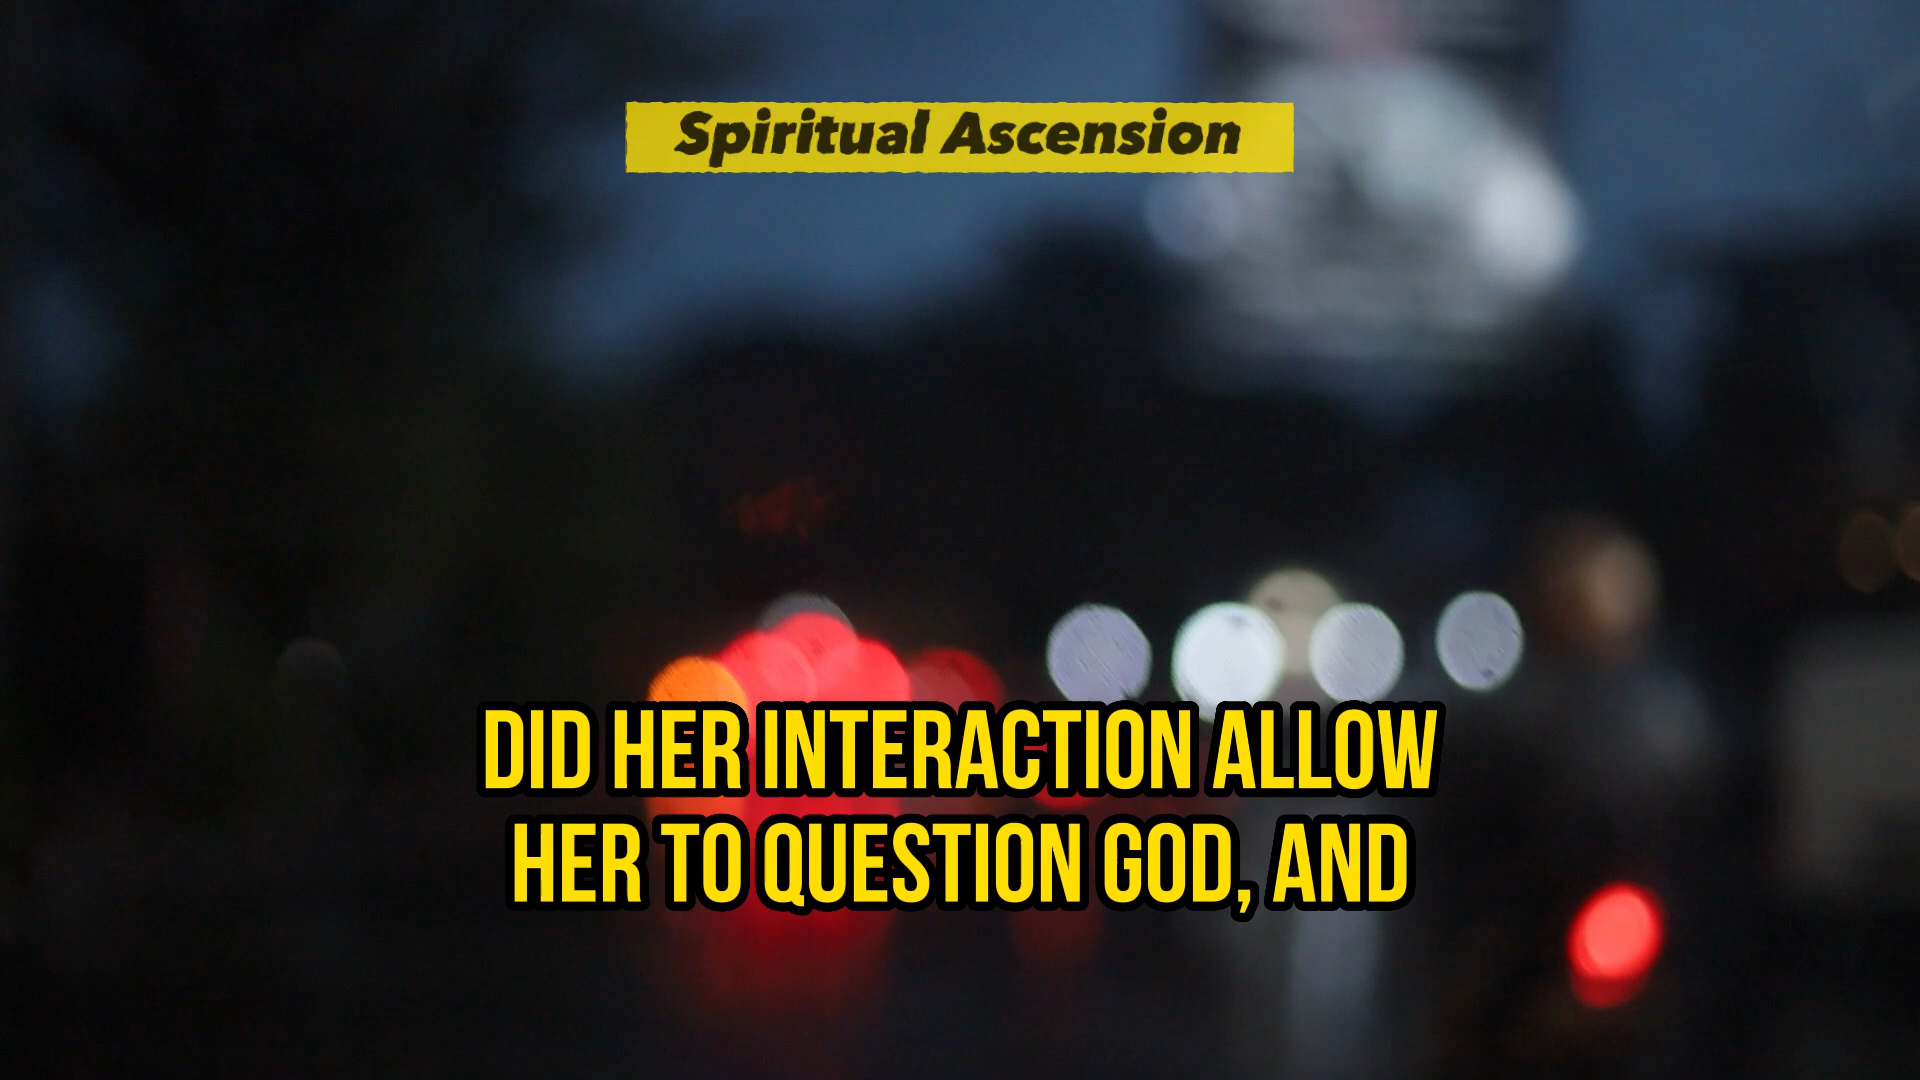 Spiritual Ascension
DID HER INTERACTION ALLOW
HER TO QUESTION GOD, AND